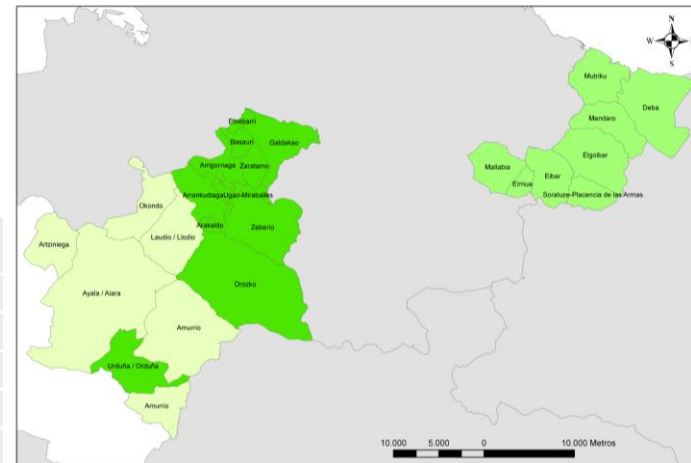 N
W E
S
Mutriku
Deba
Mendaro
Elgoibar
Mallabia
Eibar
Ermua
Soraluze-Placencia de las Armas
Etxebarri
Basauri
Galdakao
Arrigorriaga
Zaratamo
Arrankudiaga
Ugao-Miraballes
Arakaldo
Zeberio
Orozko
Okondo
Laudio / Llodio
Artziniega
Ayala / Aiara
Amurrio
Urduña / Orduña
Amurrio
10.000 5.000 0 10.000 Metros